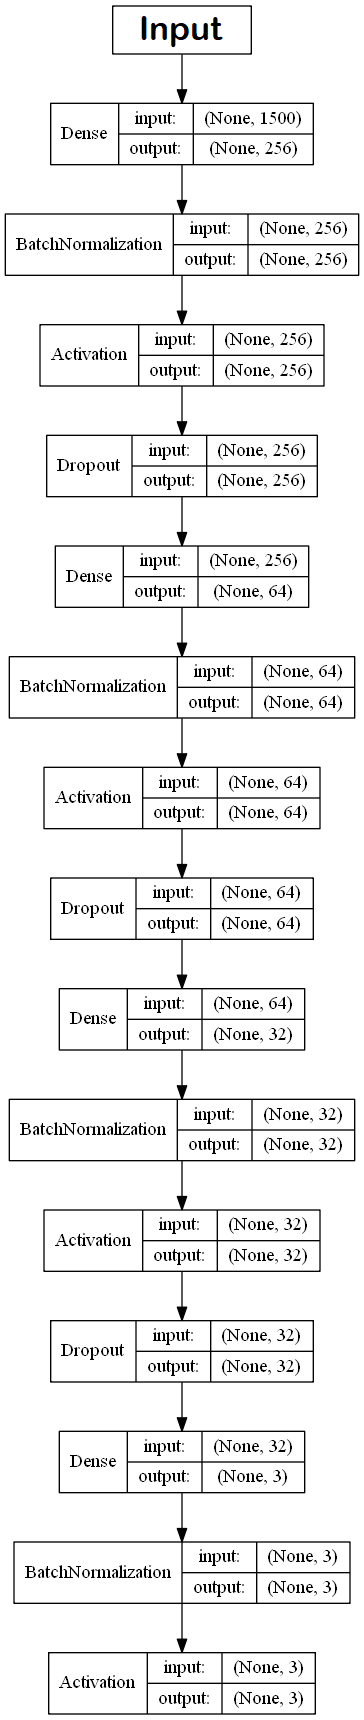 Input
Dense input: (None, 1500)
output: (None, 256)
BatchNormalization input: (None, 256)
output: (None, 256)
Activation input: (None, 256)
output: (None, 256)
Dropout input: (None, 256)
output: (None, 256)
Dense input: (None, 256)
output: (None, 64)
BatchNormalization input: (None, 64)
output: (None, 64)
Activation input: (None, 64)
output: (None, 64)
Dropout input: (None, 64)
output: (None, 64)
Dense input: (None, 64)
output: (None, 32)
BatchNormalization input: (None, 32)
output: (None, 32)
Activation input: (None, 32)
output: (None, 32)
Dropout input: (None, 32)
output: (None, 32)
Dense input: (None, 32)
output: (None, 3)
BatchNormalization input: (None, 3)
output: (None, 3)
Activation input: (None, 3)
output: (None, 3)